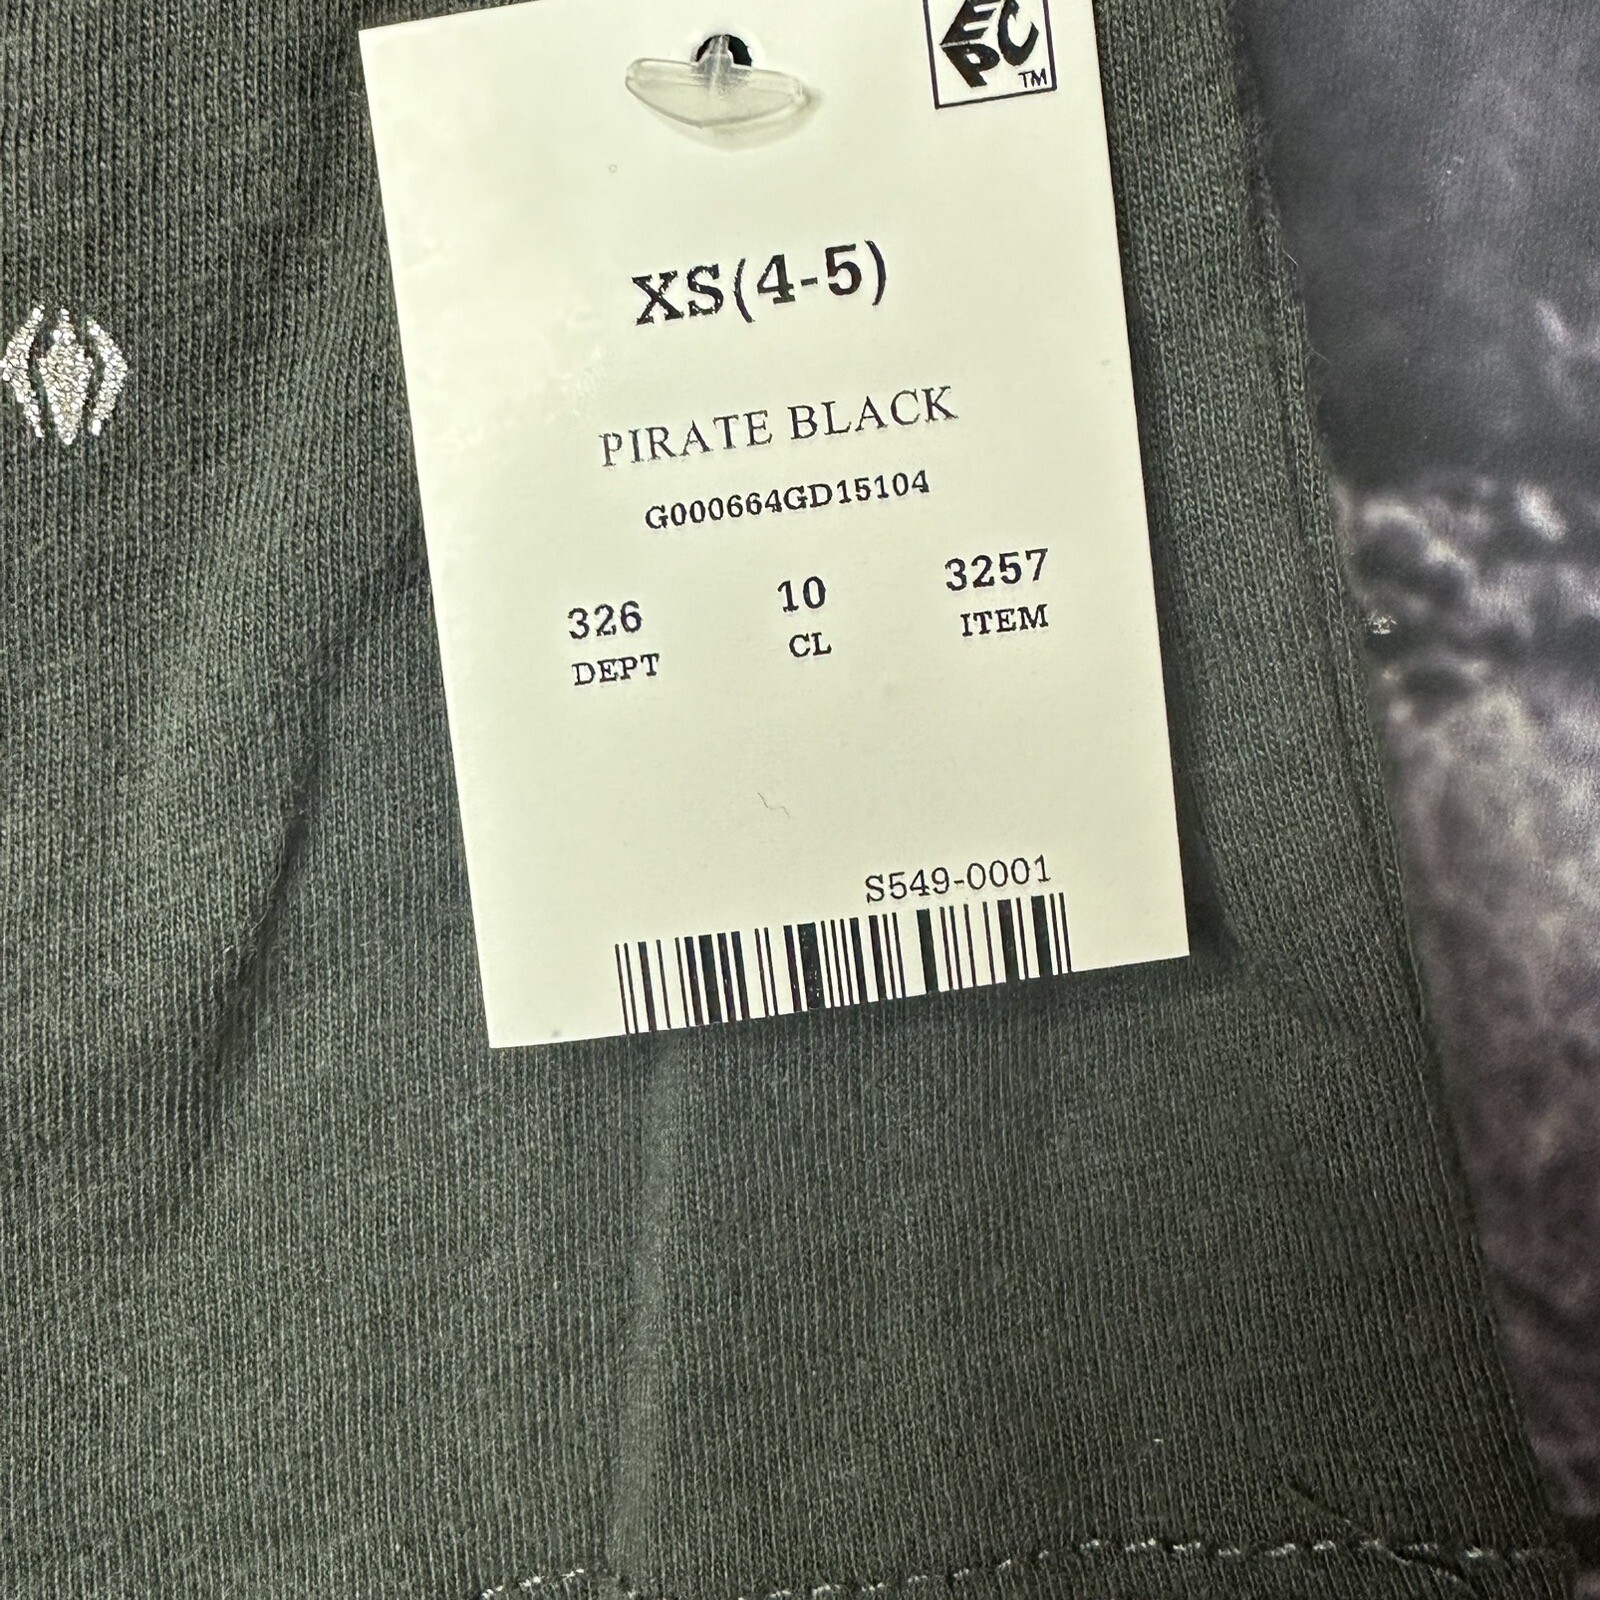 EPC
TM
XS(4-5)
PIRATE BLACK
G000664GD15104
326 10 3257
DEPT CL ITEM
S549-0001